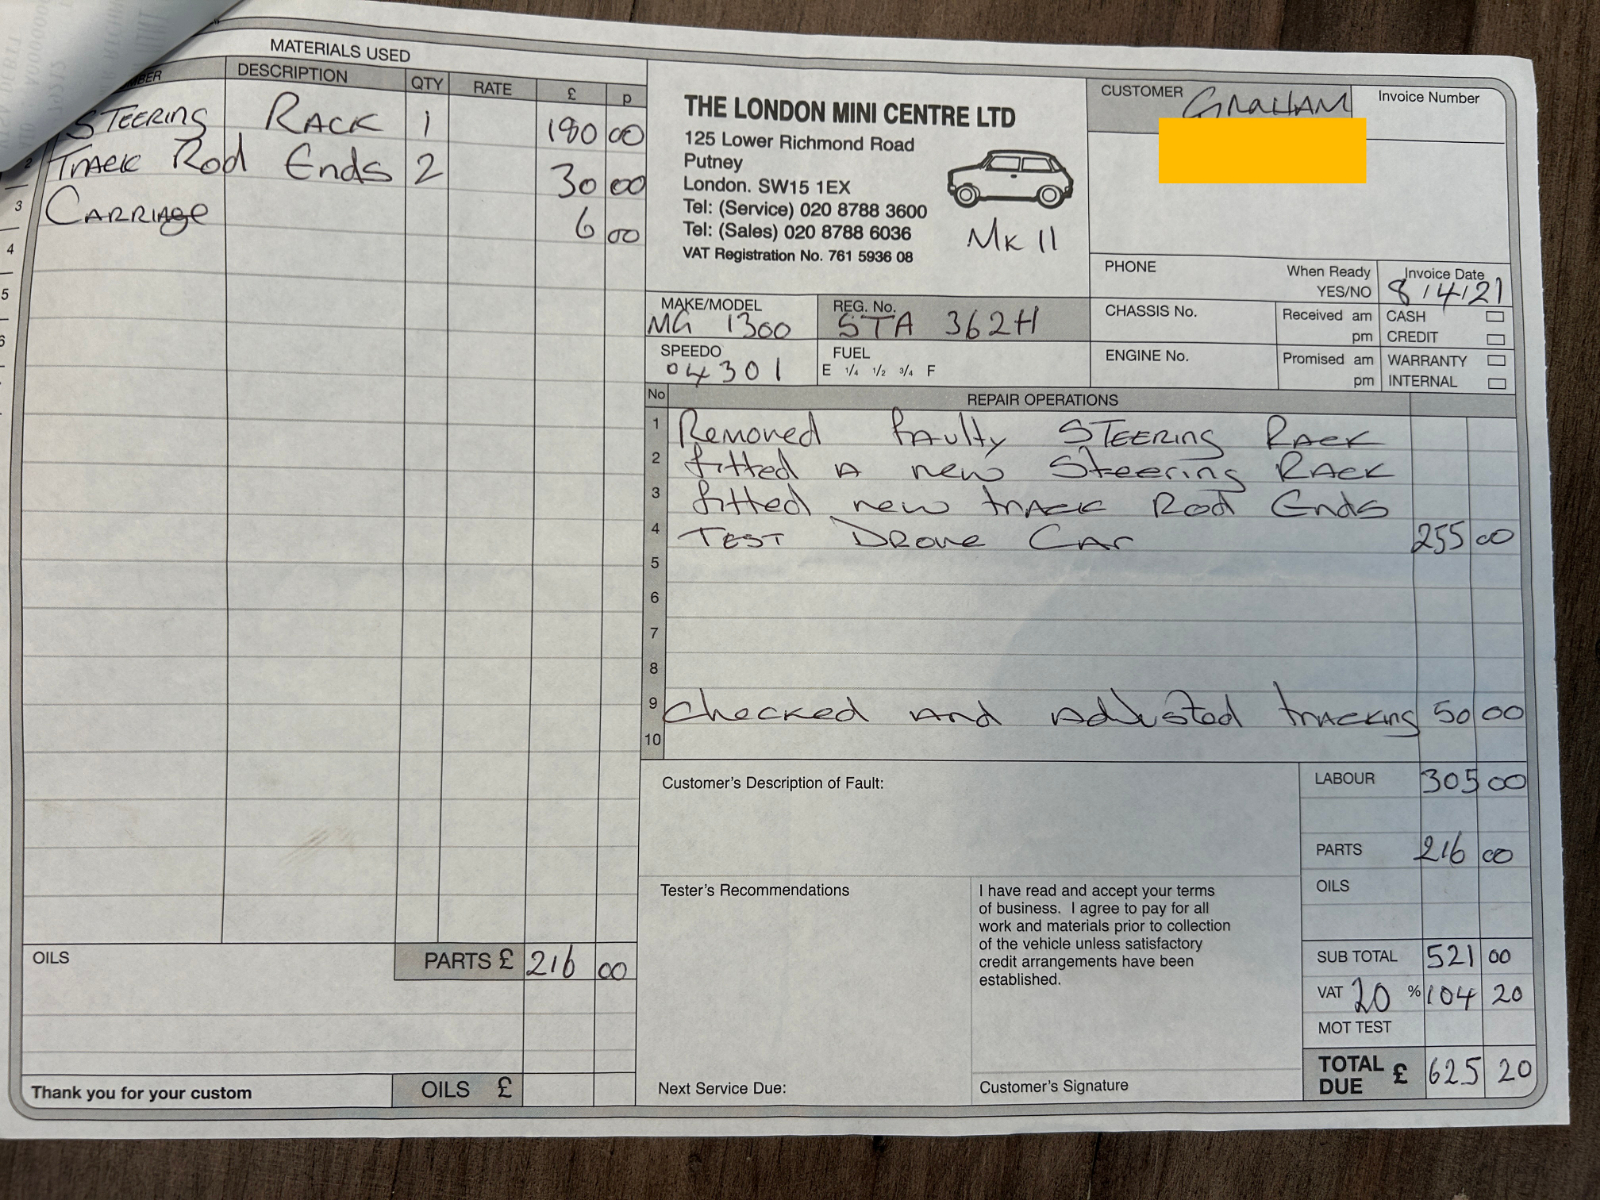 MATERIALS USED
DESCRIPTION QTY RATE £ p
STEERING RACK 1 180 00
TRACK Rod Ends 2 30 00
3 CARRIAGE 6 00
4
5
6
OILS PARTS £ 216 00
Thank you for your custom OILS £
THE LONDON MINI CENTRE LTD
125 Lower Richmond Road
Putney
London. SW15 1EX
Tel: (Service) 020 8788 3600
Tel: (Sales) 020 8788 6036
VAT Registration No. 761 5936 08
MK II
CUSTOMER GRAHAM
Invoice Number
PHONE
When Ready
YES/NO
Invoice Date
8/4/21
MAKE/MODEL
MG 1300
REG. No.
STA 362H
CHASSIS No.
Received am
pm
CASH
CREDIT
SPEEDO
04301
FUEL
E 1/4 1/2 3/4 F
ENGINE No.
Promised am
pm
WARRANTY
INTERNAL
No REPAIR OPERATIONS
1 Removed faulty STEERING RACK
2 fitted A new Steering RACK
3 fitted new track Rod Ends
4 TEST Drove Car 255 00
5
6
7
8
9 checked and adjusted tracking 50 00
10
Customer's Description of Fault:
Tester's Recommendations
Next Service Due:
I have read and accept your terms
of business. I agree to pay for all
work and materials prior to collection
of the vehicle unless satisfactory
credit arrangements have been
established.
Customer's Signature
LABOUR 305 00
PARTS 216 00
OILS
SUB TOTAL 521 00
VAT 20 % 104 20
MOT TEST
TOTAL DUE £ 625 20